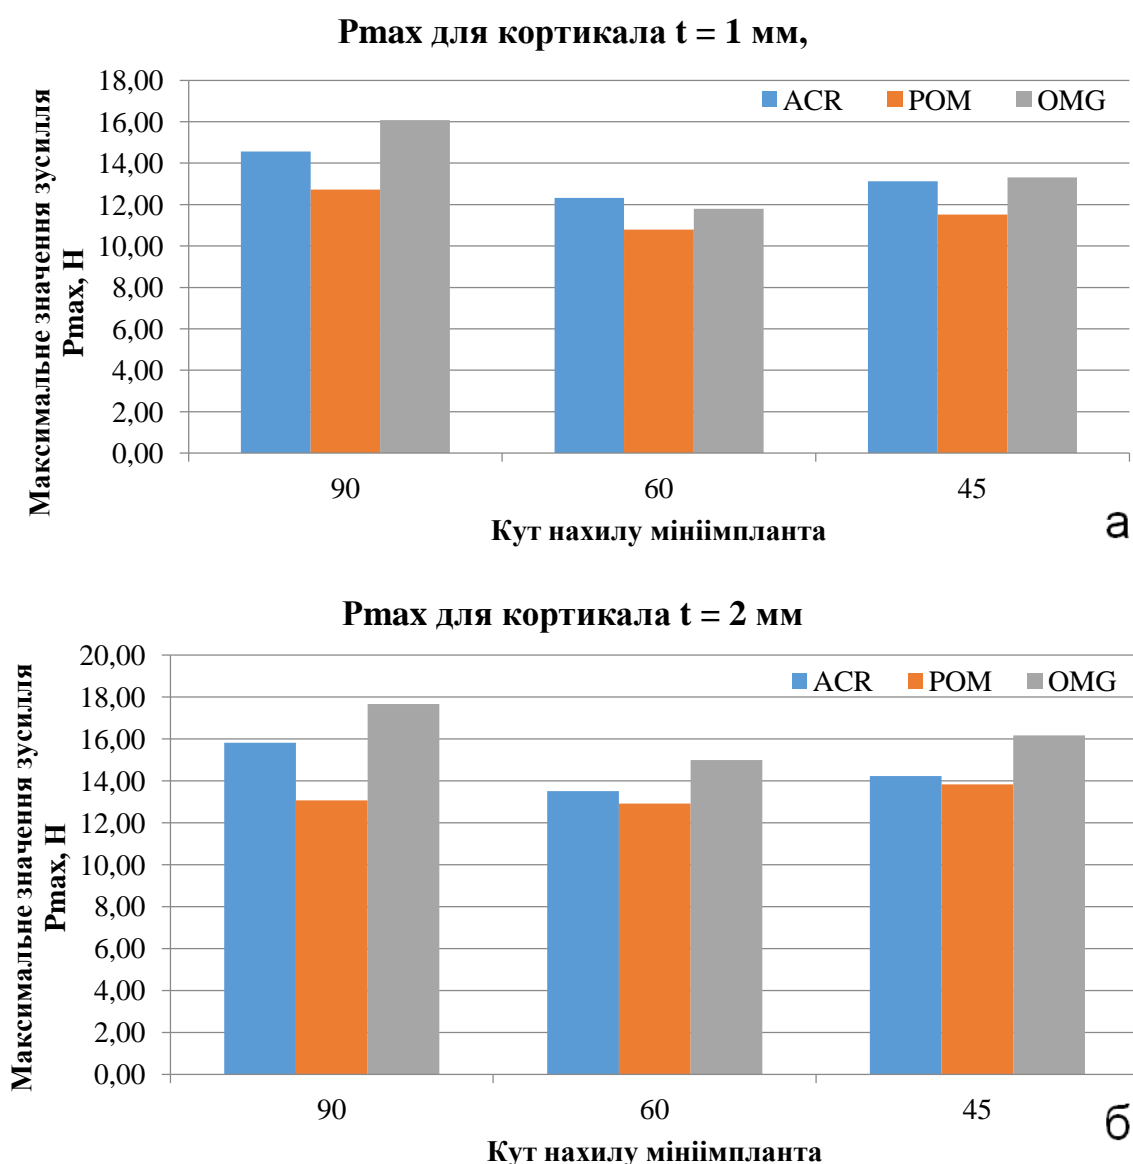 Pmax для кортикала t = 1 мм,
Максимальне значення зусилля
Pmax, Н
18,00
16,00
14,00
12,00
10,00
8,00
6,00
4,00
2,00
0,00
ACR POM OMG
90 60 45
Кут нахилу мініімпланта
а
Pmax для кортикала t = 2 мм
Максимальне значення зусилля
Pmax, Н
20,00
18,00
16,00
14,00
12,00
10,00
8,00
6,00
4,00
2,00
0,00
ACR POM OMG
90 60 45
Кут нахилу мініімпланта
б